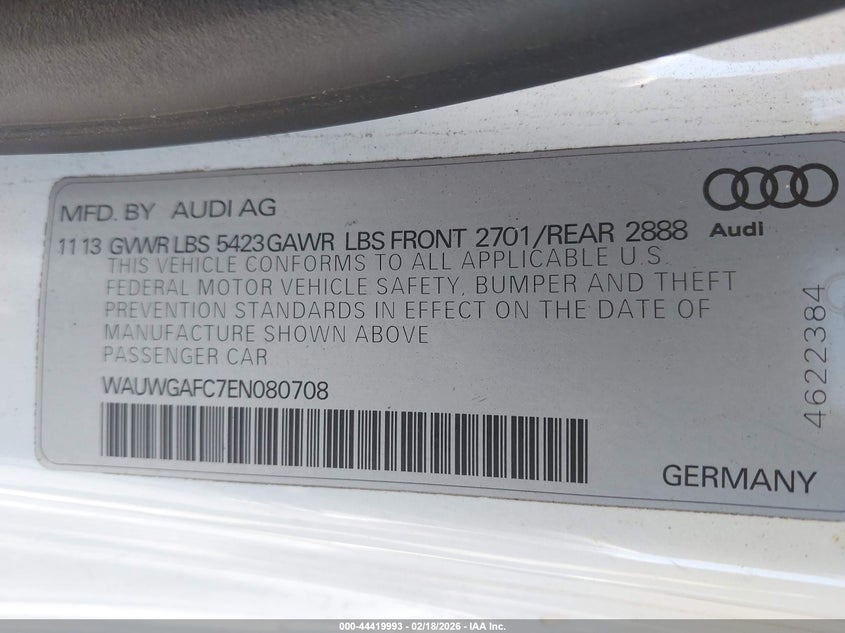 MFD. BY AUDI AG
11 13 GVWR LBS 5423 GAWR LBS FRONT 2701/REAR 2888
THIS VEHICLE CONFORMS TO ALL APPLICABLE U.S.
FEDERAL MOTOR VEHICLE SAFETY, BUMPER AND THEFT
PREVENTION STANDARDS IN EFFECT ON THE DATE OF
MANUFACTURE SHOWN ABOVE
PASSENGER CAR
WAUWGAFC7EN080708
Audi
4622384
GERMANY
000-44419993 - 02/18/2026 - IAA Inc.